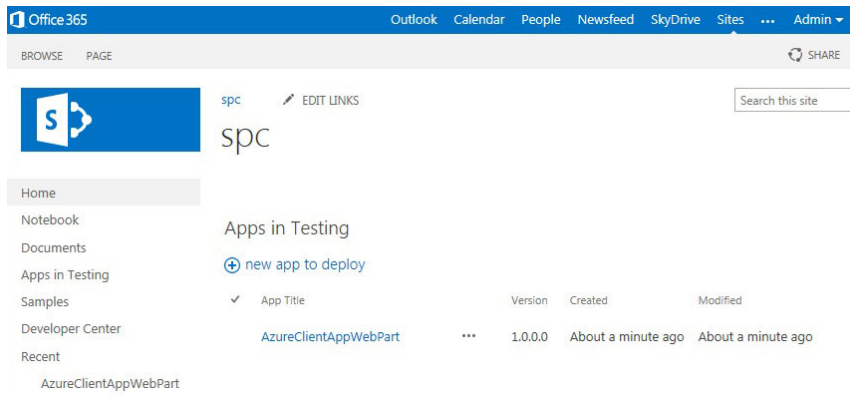 Office 365 Outlook Calendar People Newsfeed SkyDrive Sites ••• Admin
BROWSE PAGE SHARE
S
spc EDIT LINKS Search this site
spc
Home
Notebook
Documents
Apps in Testing
Samples
Developer Center
Recent
AzureClientAppWebPart
Apps in Testing
new app to deploy
App Title Version Created Modified
AzureClientAppWebPart ••• 1.0.0.0 About a minute ago About a minute ago